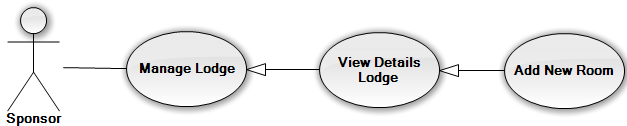 Manage Lodge
View Details
Lodge
Add New Room
Sponsor